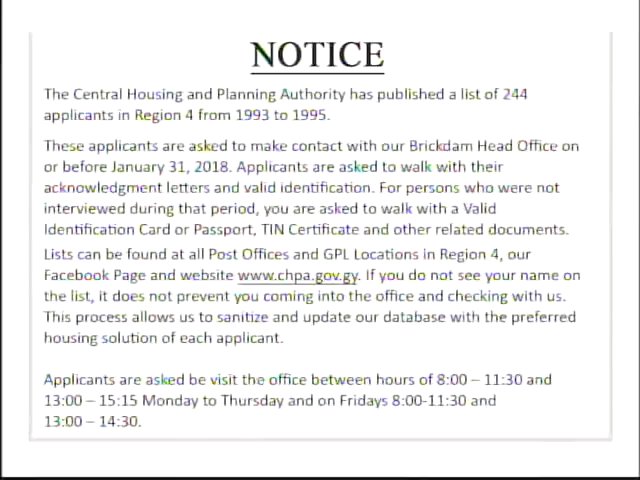 NOTICE
The Central Housing and Planning Authority has published a list of 244
applicants in Region 4 from 1993 to 1995.
These applicants are asked to make contact with our Brickdam Head Office on
or before January 31, 2018. Applicants are asked to walk with their
acknowledgment letters and valid identification. For persons who were not
interviewed during that period, you are asked to walk with a Valid
Identification Card or Passport, TIN Certificate and other related documents.
Lists can be found at all Post Offices and GPL Locations in Region 4, our
Facebook Page and website www.chpa.gov.gy. If you do not see your name on
the list, it does not prevent you coming into the office and checking with us.
This process allows us to sanitize and update our database with the preferred
housing solution of each applicant.
Applicants are asked be visit the office between hours of 8:00 – 11:30 and
13:00 – 15:15 Monday to Thursday and on Fridays 8:00-11:30 and
13:00 – 14:30.